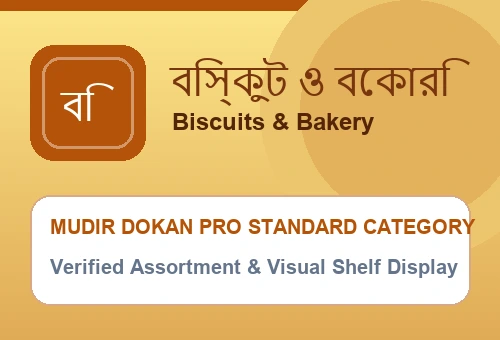 বি
বিস্কুট ও বেকারি
Biscuits & Bakery
MUDIR DOKAN PRO STANDARD CATEGORY
Verified Assortment & Visual Shelf Display